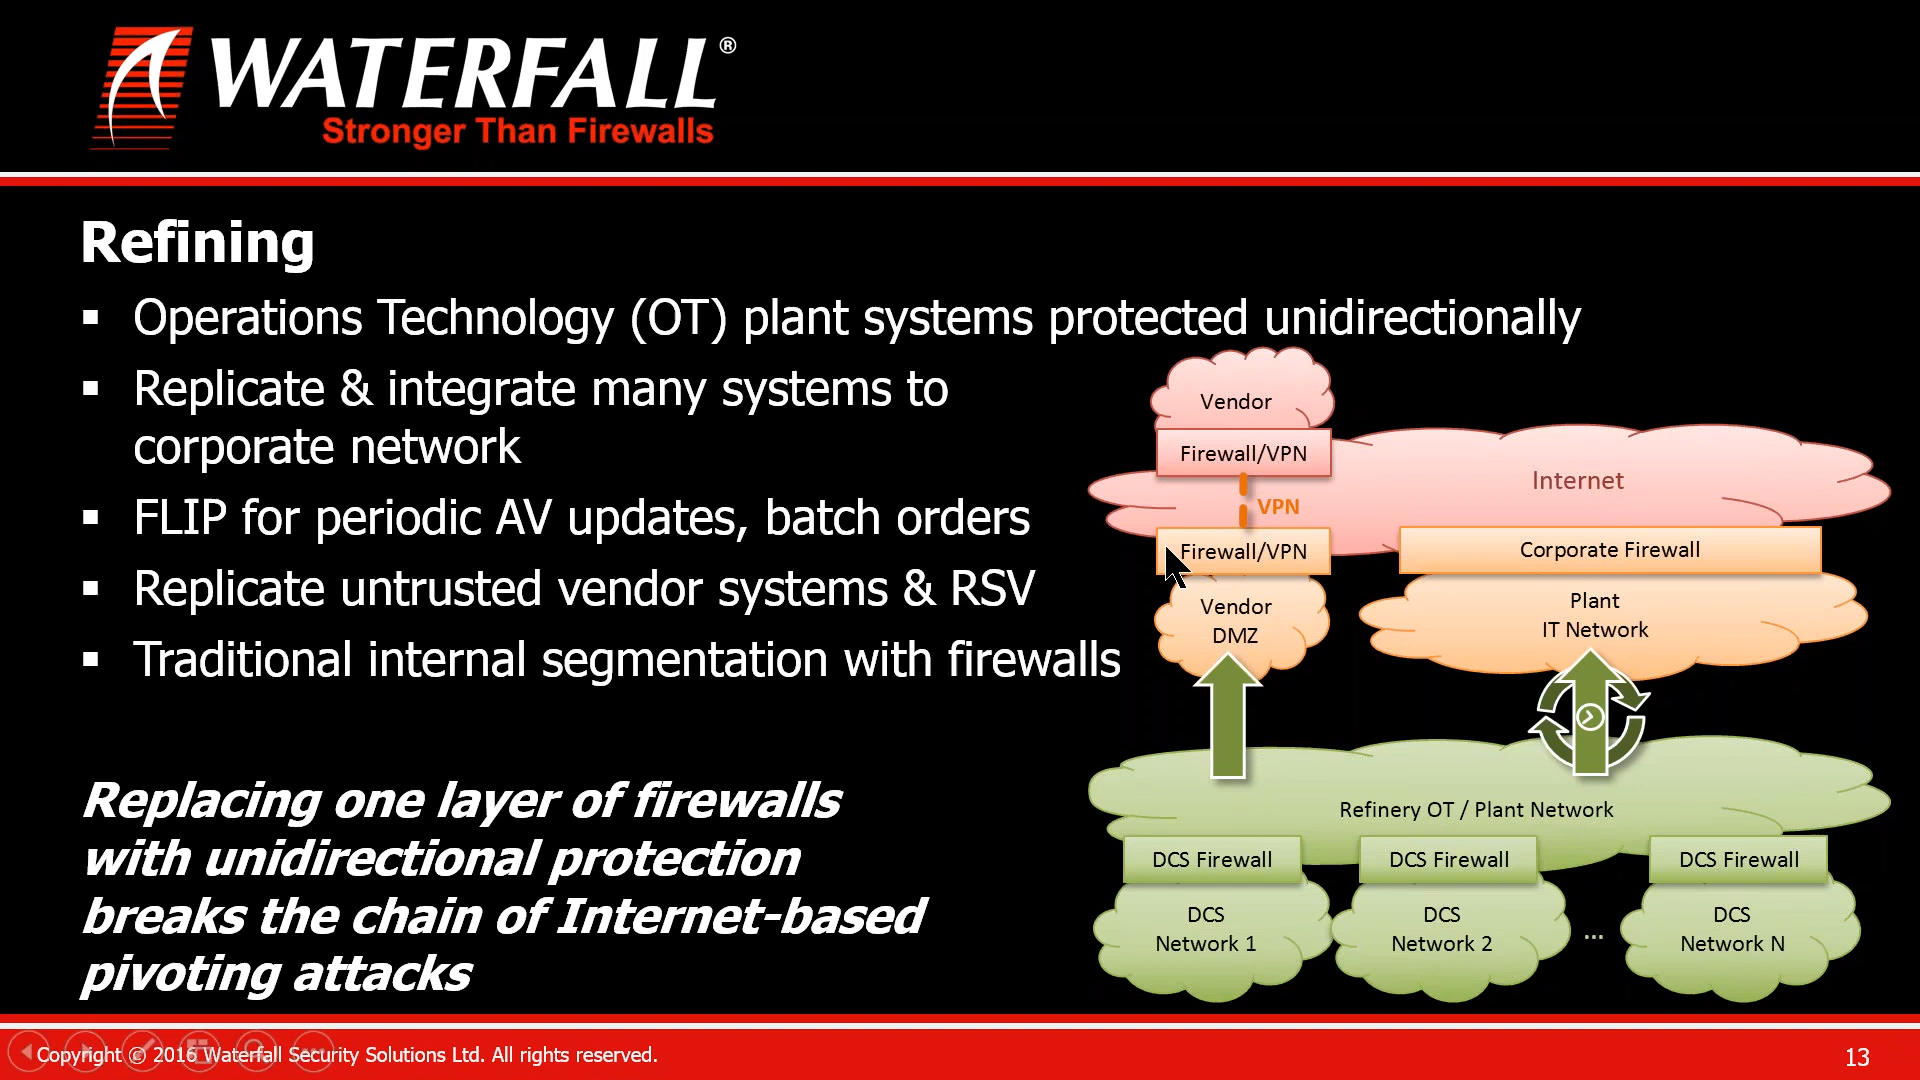 WATERFALL®
Stronger Than Firewalls
Refining
▪ Operations Technology (OT) plant systems protected unidirectionally
▪ Replicate & integrate many systems to
corporate network
▪ FLIP for periodic AV updates, batch orders
▪ Replicate untrusted vendor systems & RSV
▪ Traditional internal segmentation with firewalls
Replacing one layer of firewalls
with unidirectional protection
breaks the chain of Internet-based
pivoting attacks
Vendor
Firewall/VPN
Internet
VPN
Firewall/VPN
Corporate Firewall
Vendor
DMZ
Plant
IT Network
Refinery OT / Plant Network
DCS Firewall
DCS Firewall
DCS Firewall
DCS
Network 1
DCS
Network 2
...
DCS
Network N
Copyright © 2016 Waterfall Security Solutions Ltd. All rights reserved.
13